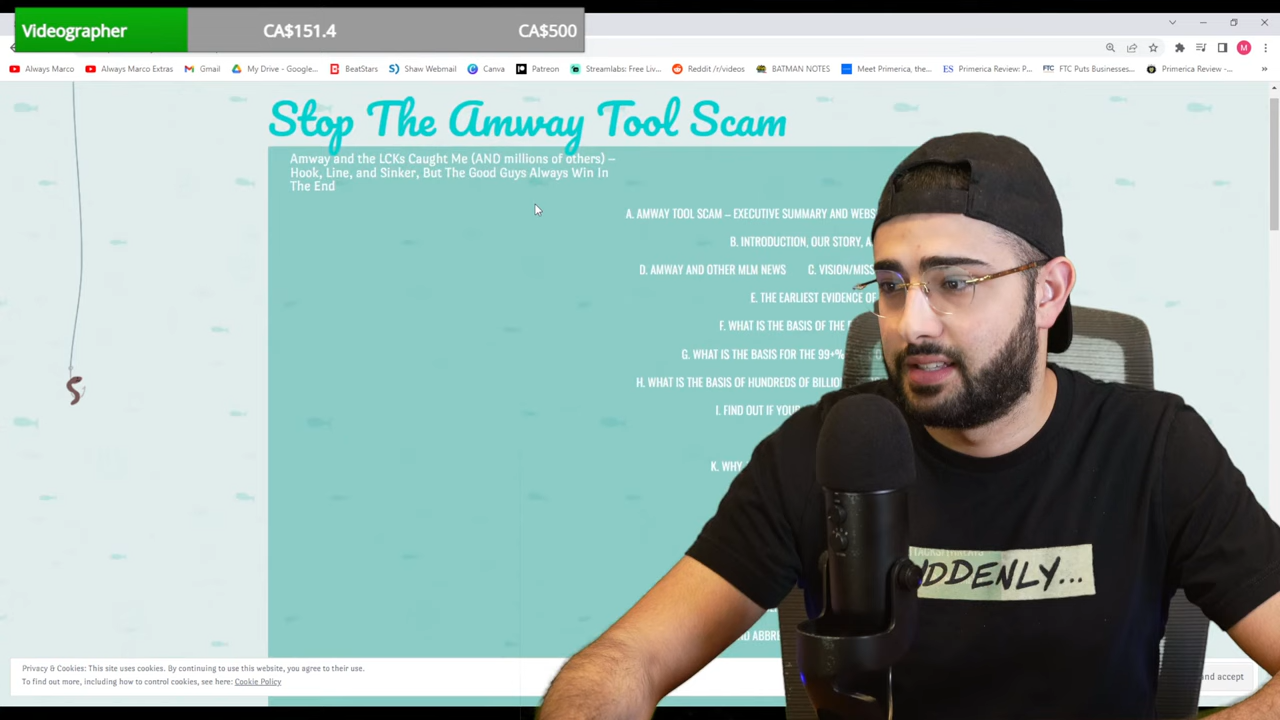 Videographer CA$151.4 CA$500
Always Marco Always Marco Extras Gmail My Drive - Google... BeatStars Shaw Webmail Canva Patreon Streamlabs: Free Liv... Reddit /r/videos BATMAN NOTES Meet Primerica, the... Primerica Review: P... FTC Puts Businesses... Primerica Review -...
Stop The Amway Tool Scam
Amway and the LCKs Caught Me (AND millions of others) –
Hook, Line, and Sinker, But The Good Guys Always Win In
The End
A. AMWAY TOOL SCAM – EXECUTIVE SUMMARY AND WEBS
B. INTRODUCTION, OUR STORY, A
D. AMWAY AND OTHER MLM NEWS C. VISION/MISS
E. THE EARLIEST EVIDENCE OF
F. WHAT IS THE BASIS OF THE
G. WHAT IS THE BASIS FOR THE 99+%
H. WHAT IS THE BASIS OF HUNDREDS OF BILLIO
I. FIND OUT IF YOUR
K. WHY
UDDENLY...
ND ABBRE
Privacy & Cookies: This site uses cookies. By continuing to use this website, you agree to their use.
To find out more, including how to control cookies, see here: Cookie Policy
and accept